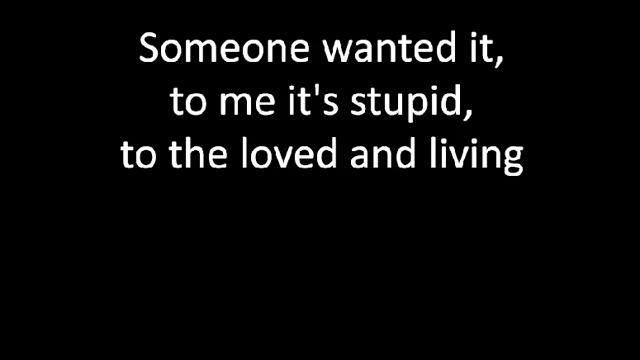 Someone wanted it,
to me it's stupid,
to the loved and living